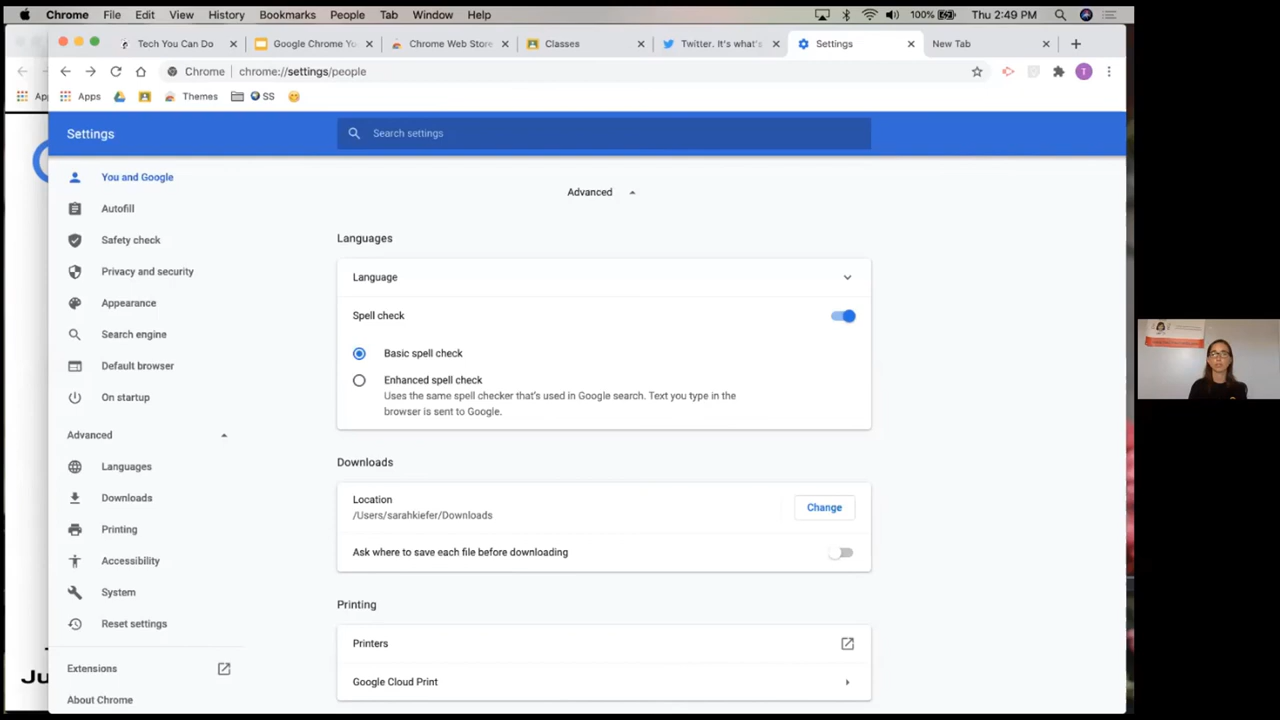 Chrome File Edit View History Bookmarks People Tab Window Help 100% Thu 2:49 PM
Tech You Can Do Google Chrome Yo Chrome Web Store Classes Twitter. It's what's Settings New Tab
Chrome chrome://settings/people T
Apps Themes SS
Settings Search settings
You and Google
Autofill
Safety check
Privacy and security
Appearance
Search engine
Default browser
On startup
Advanced
Languages
Downloads
Printing
Accessibility
System
Reset settings
Extensions
About Chrome
Advanced
Languages
Language
Spell check
Basic spell check
Enhanced spell check
Uses the same spell checker that's used in Google search. Text you type in the
browser is sent to Google.
Downloads
Location
/Users/sarahkiefer/Downloads
Change
Ask where to save each file before downloading
Printing
Printers
Google Cloud Print
Ju